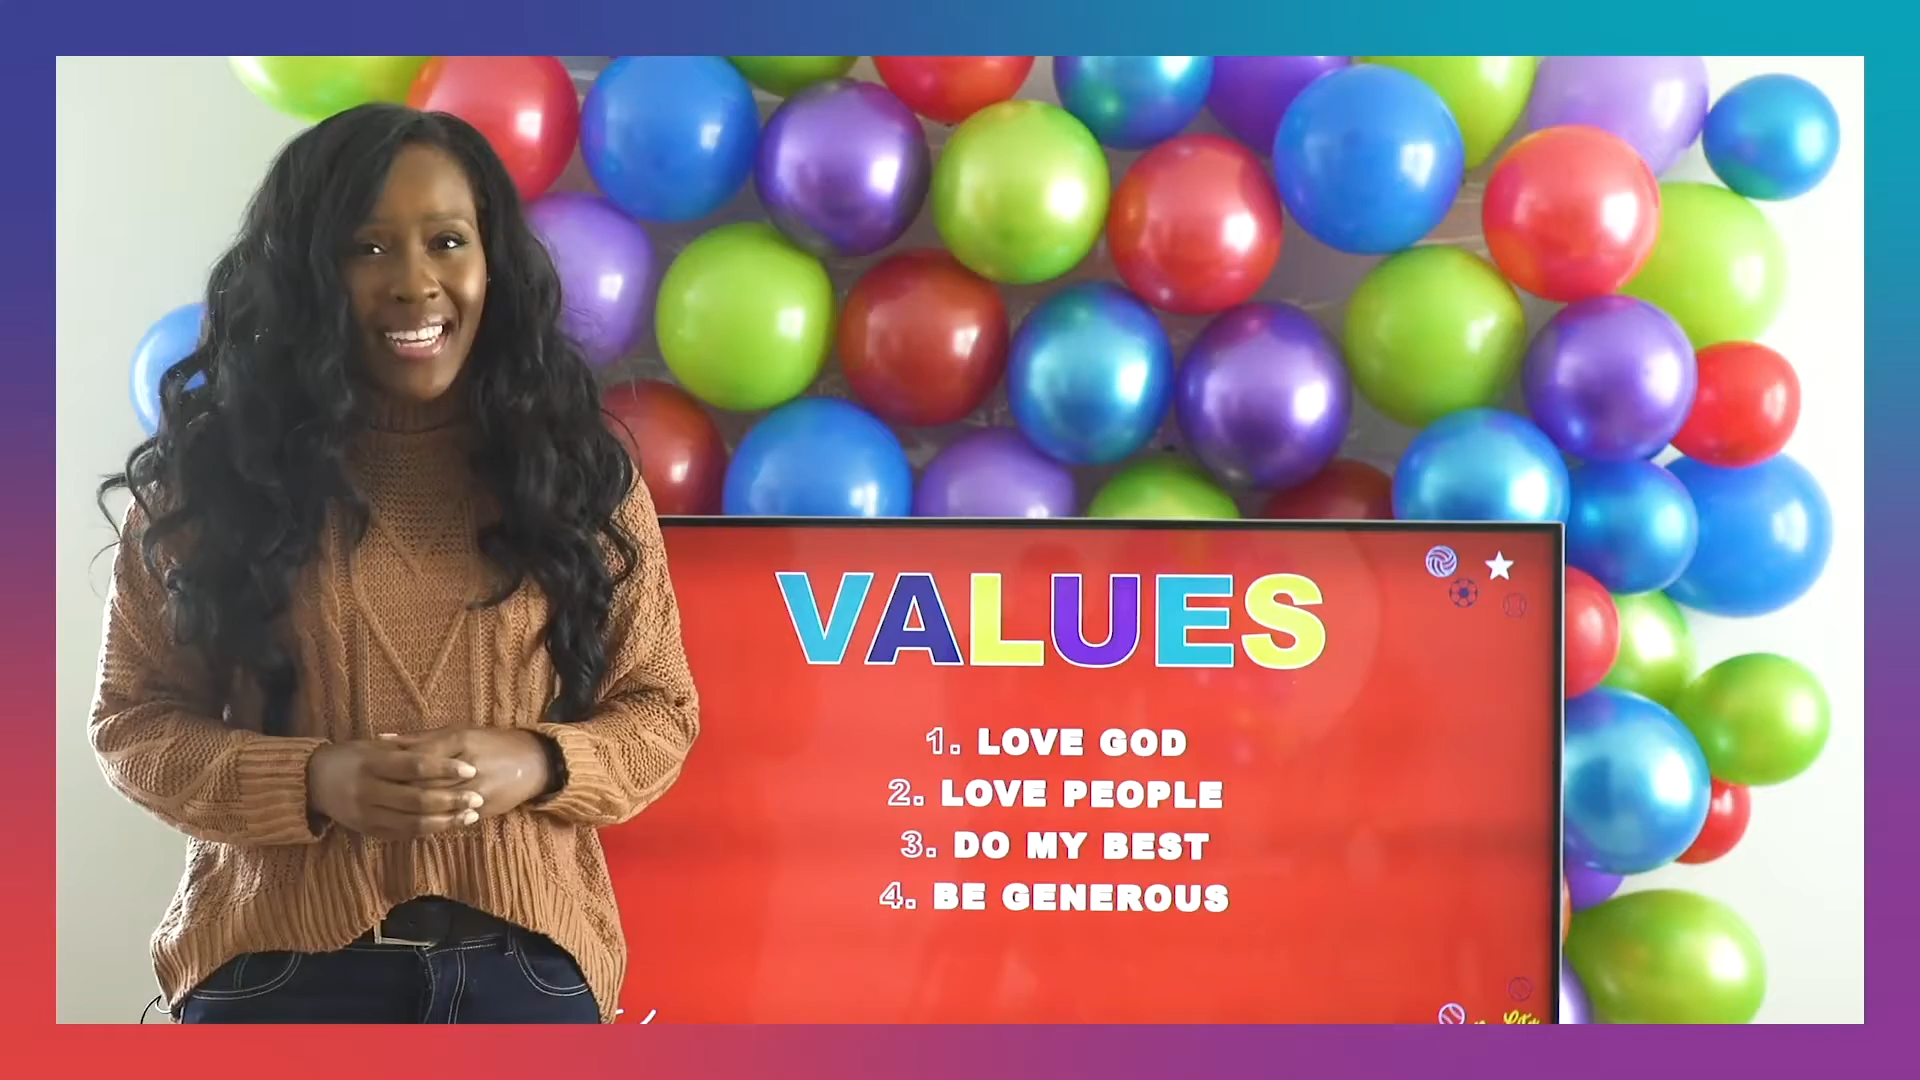 VALUES
1. LOVE GOD
2. LOVE PEOPLE
3. DO MY BEST
4. BE GENEROUS